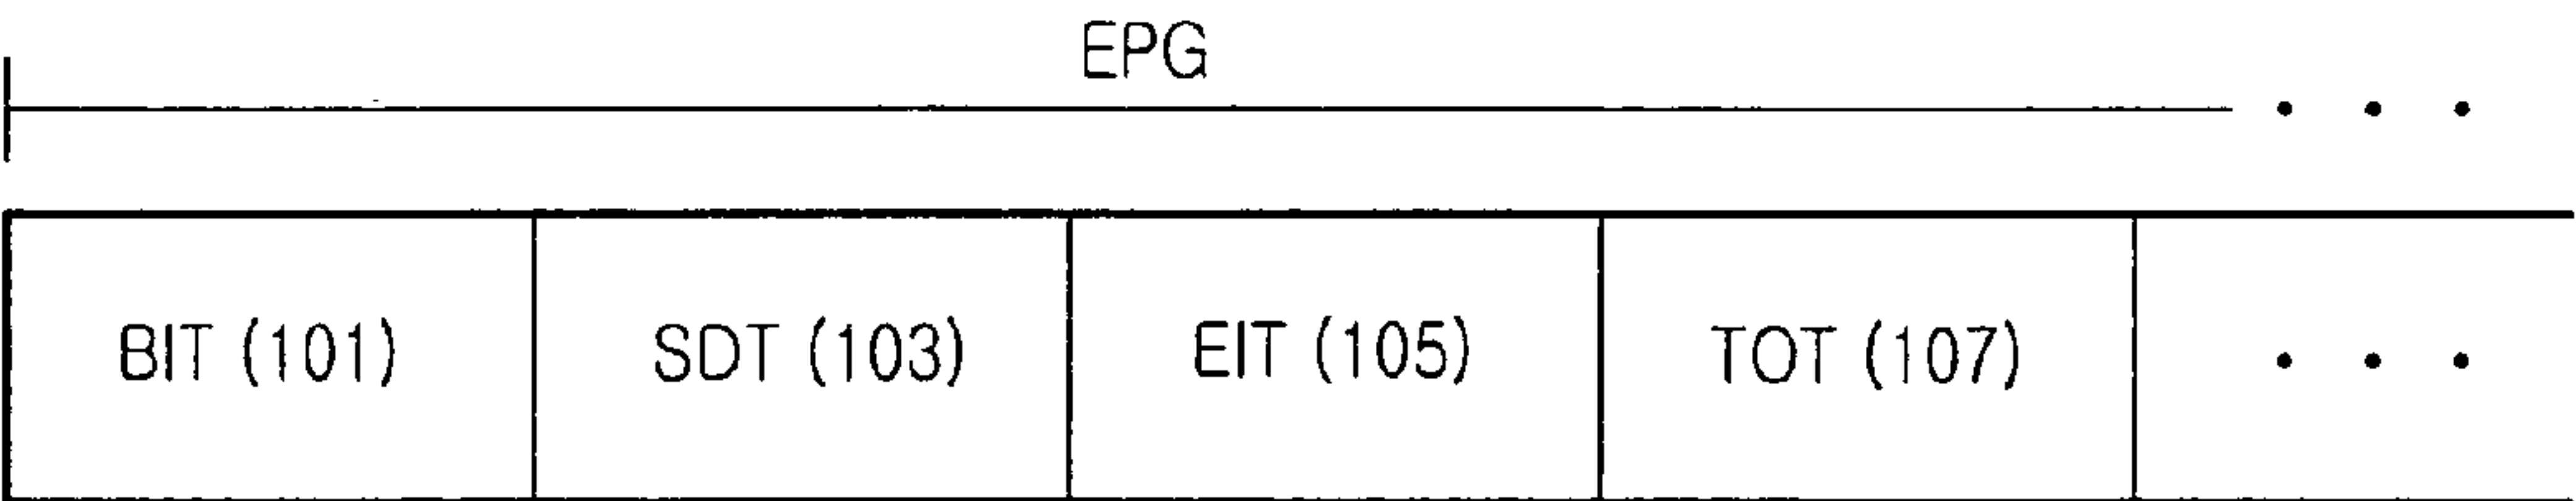 EPG
BIT (101) SDT (103) EIT (105) TOT (107) . . .